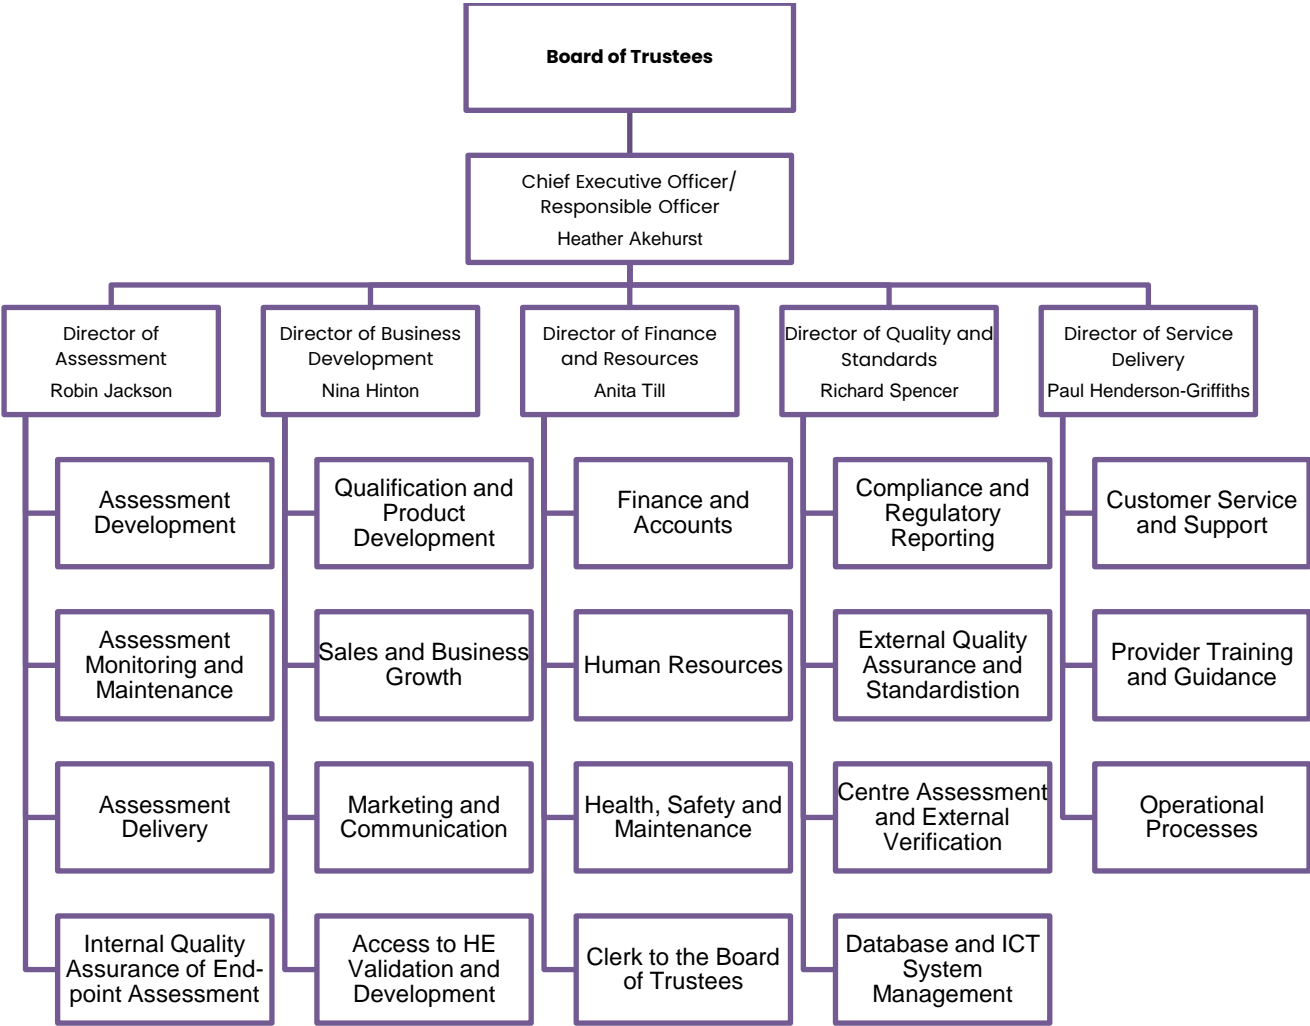 Board of Trustees
Chief Executive Officer/
Responsible Officer
Heather Akehurst
Director of
Assessment
Robin Jackson
Director of Business
Development
Nina Hinton
Director of Finance
and Resources
Anita Till
Director of Quality and
Standards
Richard Spencer
Director of Service
Delivery
Paul Henderson-Griffiths
Assessment
Development
Qualification and
Product
Development
Finance and
Accounts
Compliance and
Regulatory
Reporting
Customer Service
and Support
Assessment
Monitoring and
Maintenance
Sales and Business
Growth
Human Resources
External Quality
Assurance and
Standardistion
Provider Training
and Guidance
Assessment
Delivery
Marketing and
Communication
Health, Safety and
Maintenance
Centre Assessment
and External
Verification
Operational
Processes
Internal Quality
Assurance of End-
point Assessment
Access to HE
Validation and
Development
Clerk to the Board
of Trustees
Database and ICT
System
Management